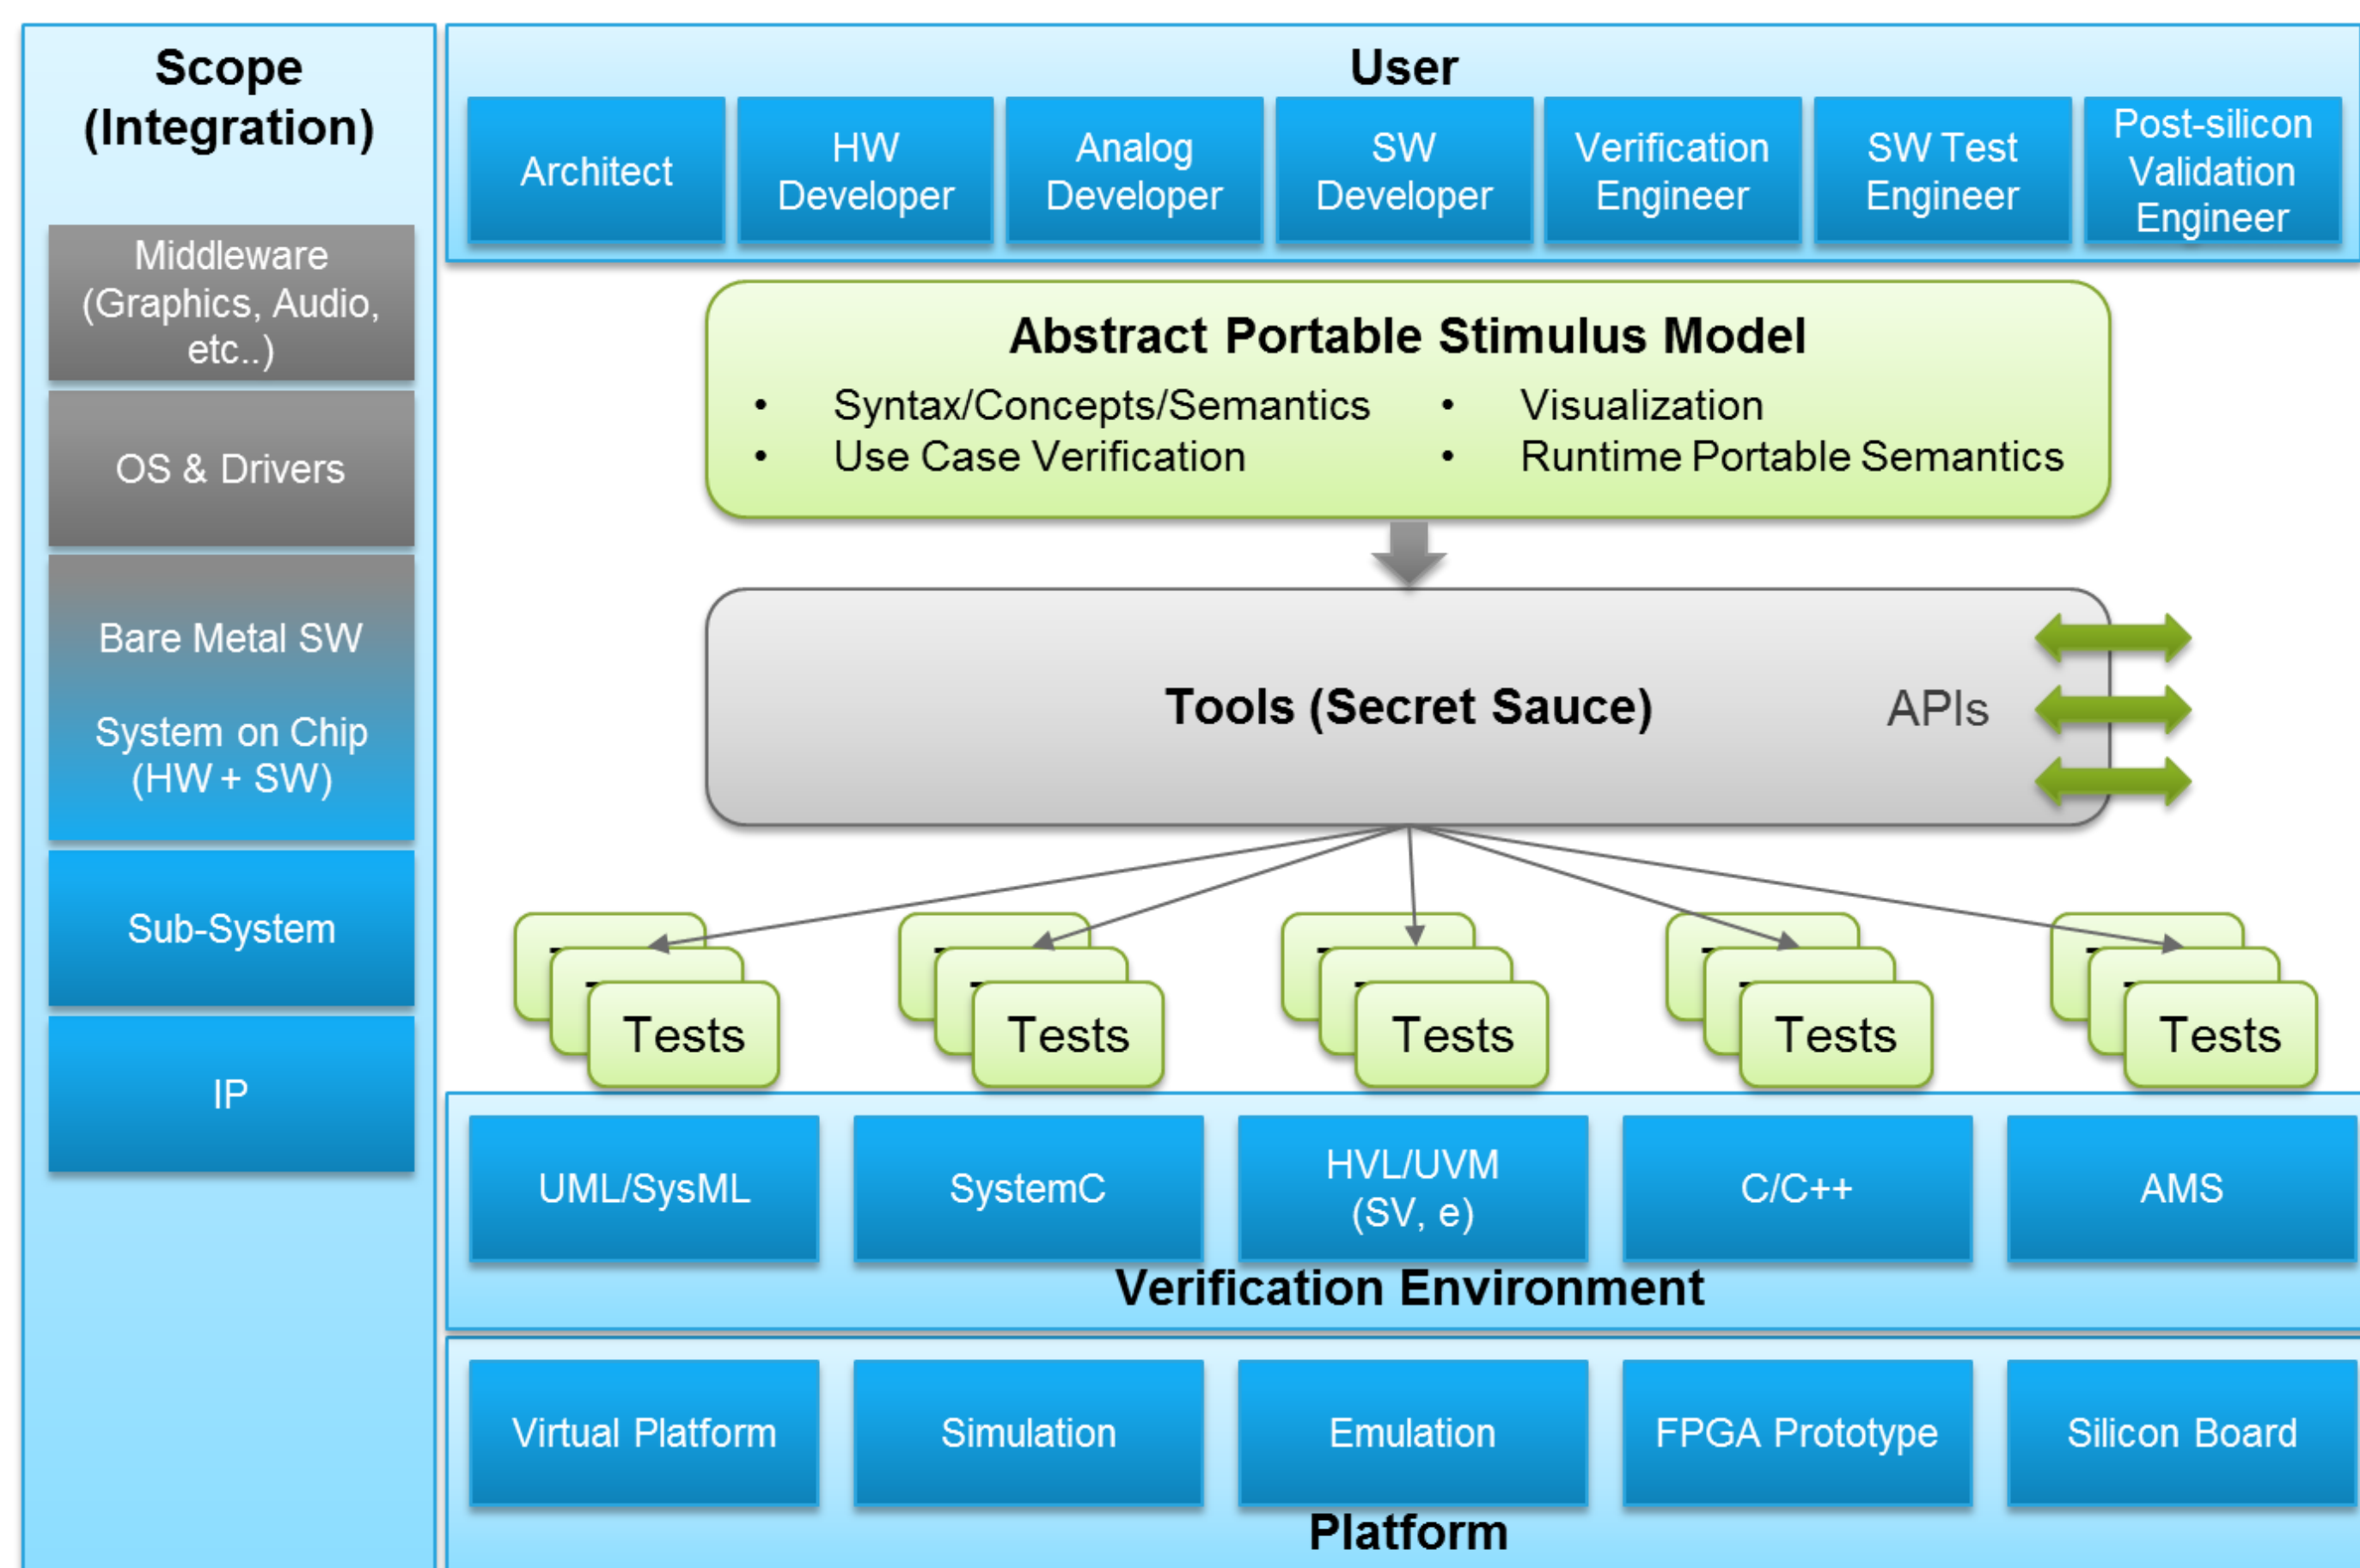 Scope
(Integration)
Middleware
(Graphics, Audio,
etc..)
OS & Drivers
Bare Metal SW
System on Chip
(HW + SW)
Sub-System
IP
User
Architect
HW
Developer
Analog
Developer
SW
Developer
Verification
Engineer
SW Test
Engineer
Post-silicon
Validation
Engineer
Abstract Portable Stimulus Model
• Syntax/Concepts/Semantics
• Use Case Verification
• Visualization
• Runtime Portable Semantics
Tools (Secret Sauce)
APIs
Tests
Tests
Tests
Tests
Tests
UML/SysML
SystemC
HVL/UVM
(SV, e)
C/C++
AMS
Verification Environment
Virtual Platform
Simulation
Emulation
FPGA Prototype
Silicon Board
Platform